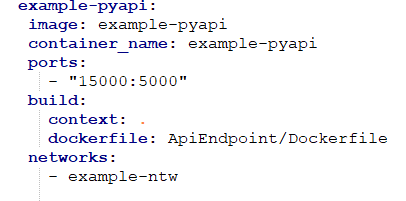 example-pyapi:
image: example-pyapi
container_name: example-pyapi
ports:
- "15000:5000"
build:
context: .
dockerfile: ApiEndpoint/Dockerfile
networks:
- example-ntw